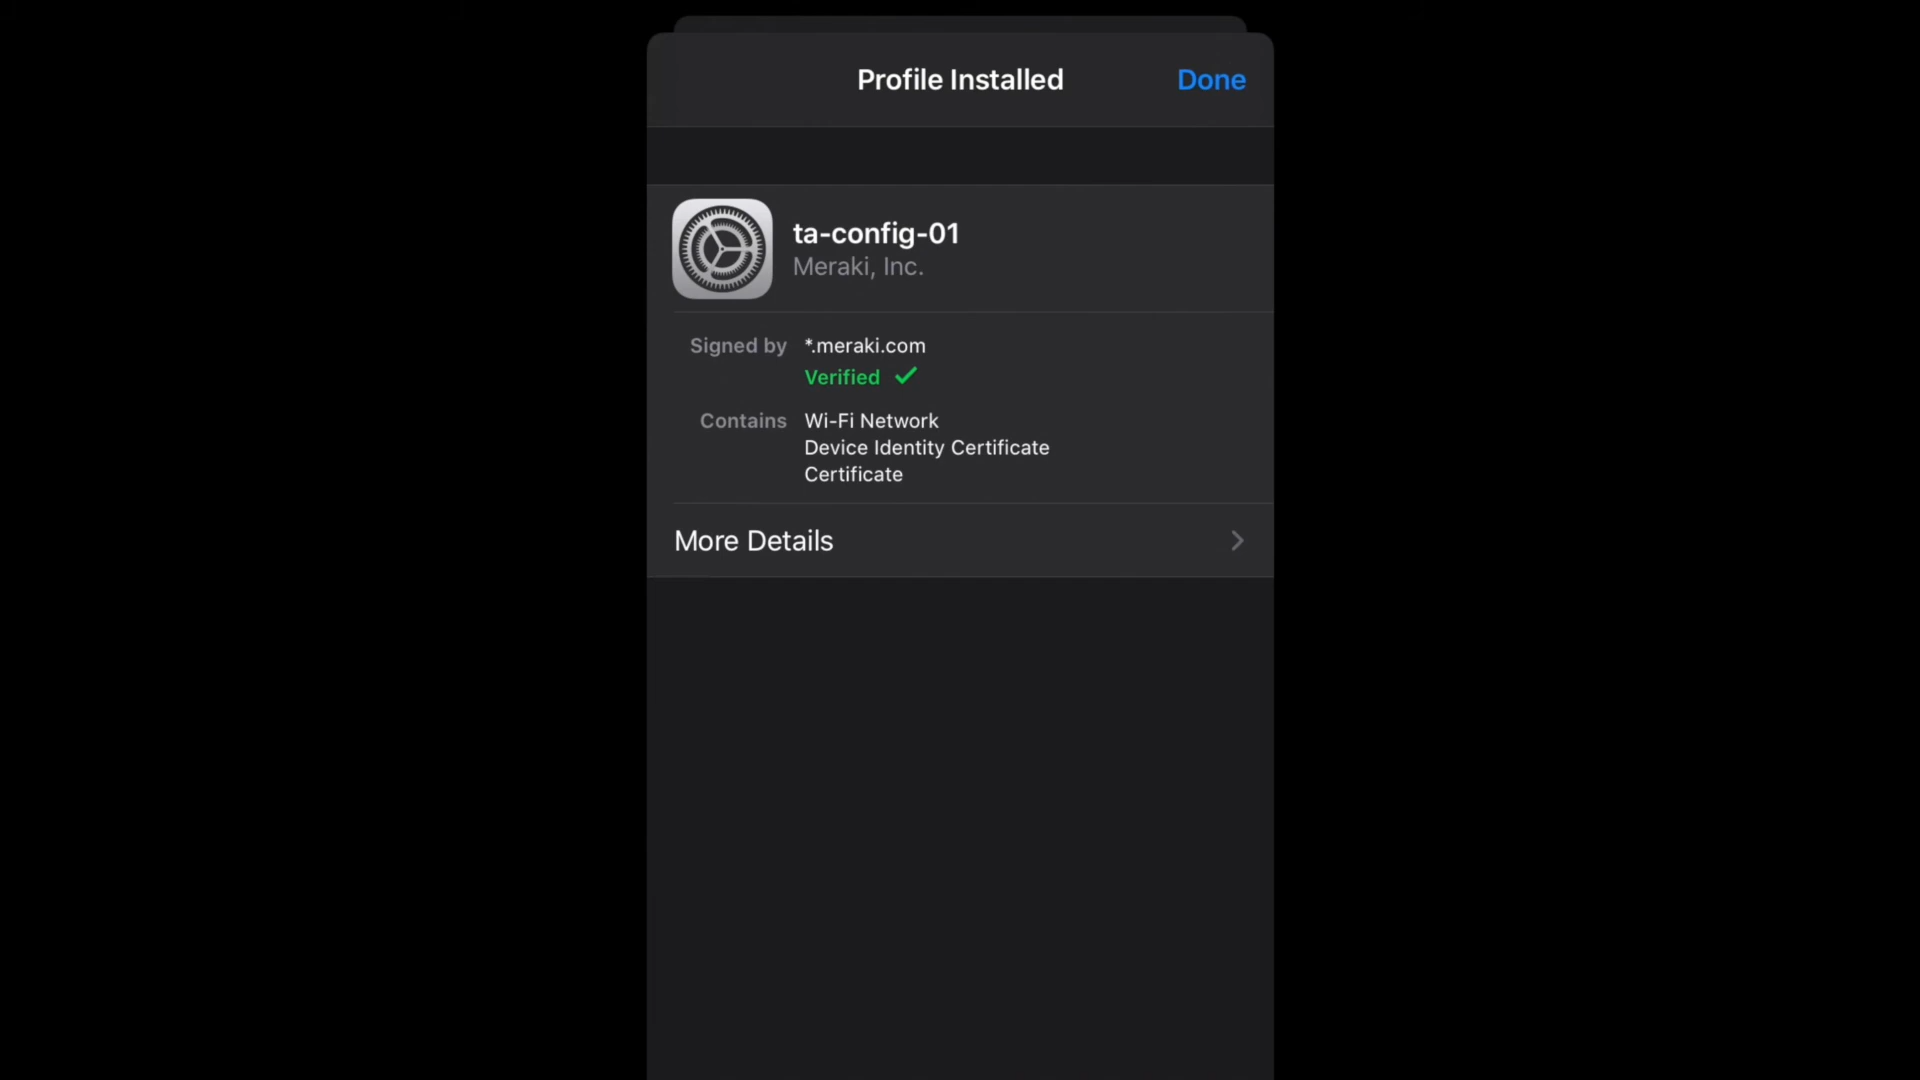 Profile Installed
Done
ta-config-01
Meraki, Inc.
Signed by *.meraki.com
Verified
Contains Wi-Fi Network
Device Identity Certificate
Certificate
More Details